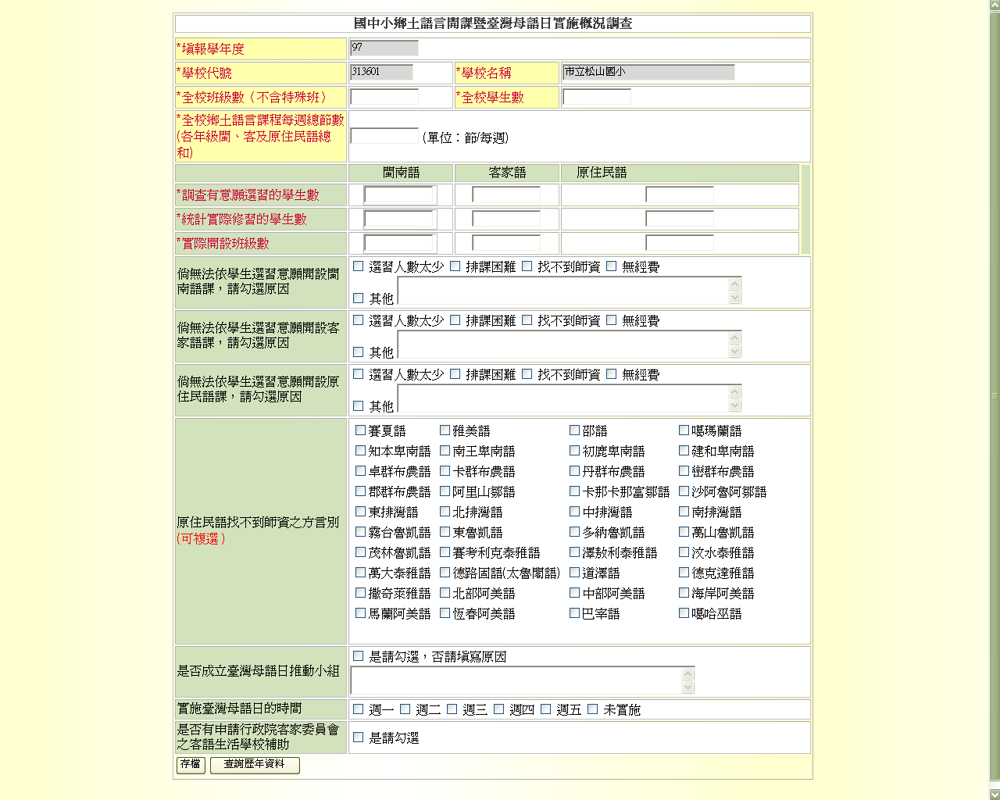 國中小鄉土語言開課暨臺灣母語日實施概況調查
*填報學年度 97
*學校代號 313601 *學校名稱 市立松山國小
*全校班級數（不含特殊班） *全校學生數
*全校鄉土語言課程每週總節數
(各年級閩、客及原住民語總
和) (單位：節/每週)
閩南語 客家語 原住民語
*調查有意願選習的學生數
*統計實際修習的學生數
*實際開設班級數
倘無法依學生選習意願開設閩
南語課，請勾選原因
選習人數太少 排課困難 找不到師資 無經費
其他
倘無法依學生選習意願開設客
家語課，請勾選原因
選習人數太少 排課困難 找不到師資 無經費
其他
倘無法依學生選習意願開設原
住民語課，請勾選原因
選習人數太少 排課困難 找不到師資 無經費
其他
原住民語找不到師資之方言別
(可複選)
賽夏語 雅美語 邵語 噶瑪蘭語
知本卑南語 南王卑南語 初鹿卑南語 建和卑南語
卓群布農語 卡群布農語 丹群布農語 巒群布農語
郡群布農語 阿里山鄒語 卡那卡那富鄒語 沙阿魯阿鄒語
東排灣語 北排灣語 中排灣語 南排灣語
霧台魯凱語 東魯凱語 多納魯凱語 萬山魯凱語
茂林魯凱語 賽考利克泰雅語 澤敖利泰雅語 汶水泰雅語
萬大泰雅語 德路固語(太魯閣語) 道澤語 德克達雅語
撒奇萊雅語 北部阿美語 中部阿美語 海岸阿美語
馬蘭阿美語 恆春阿美語 巴宰語 噶哈巫語
是否成立臺灣母語日推動小組
是請勾選，否請填寫原因
實施臺灣母語日的時間 週一 週二 週三 週四 週五 未實施
是否有申請行政院客家委員會
之客語生活學校補助
是請勾選
存檔 查詢歷年資料